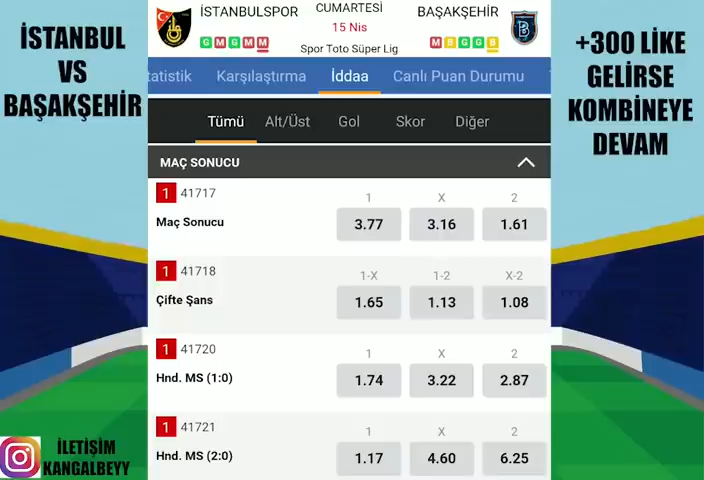 İSTANBUL
VS
BAŞAKŞEHİR
İSTANBULSPOR
CUMARTESİ
BAŞAKŞEHİR
15 Nis
G M G M M
M B G G B
Spor Toto Süper Lig
tatistik Karşılaştırma İddaa Canlı Puan Durumu
Tümü Alt/Üst Gol Skor Diğer
MAÇ SONUCU
1 41717
1 X 2
Maç Sonucu 3.77 3.16 1.61
1 41718
1-X 1-2 X-2
Çifte Şans 1.65 1.13 1.08
1 41720
1 X 2
Hnd. MS (1:0) 1.74 3.22 2.87
1 41721
1 X 2
Hnd. MS (2:0) 1.17 4.60 6.25
+300 LİKE
GELİRSE
KOMBİNEYE
DEVAM
İLETİŞİM
KANGALBEYY